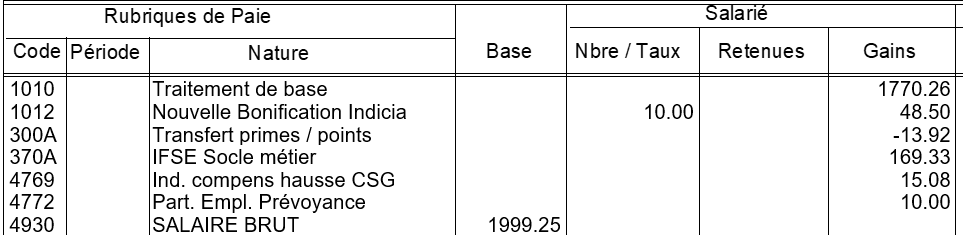 Rubriques de Paie Salarié
Code Période Nature Base Nbre / Taux Retenues Gains
1010 Traitement de base 1770.26
1012 Nouvelle Bonification Indicia 10.00 48.50
300A Transfert primes / points -13.92
370A IFSE Socle métier 169.33
4769 Ind. compens hausse CSG 15.08
4772 Part. Empl. Prévoyance 10.00
4930 SALAIRE BRUT 1999.25